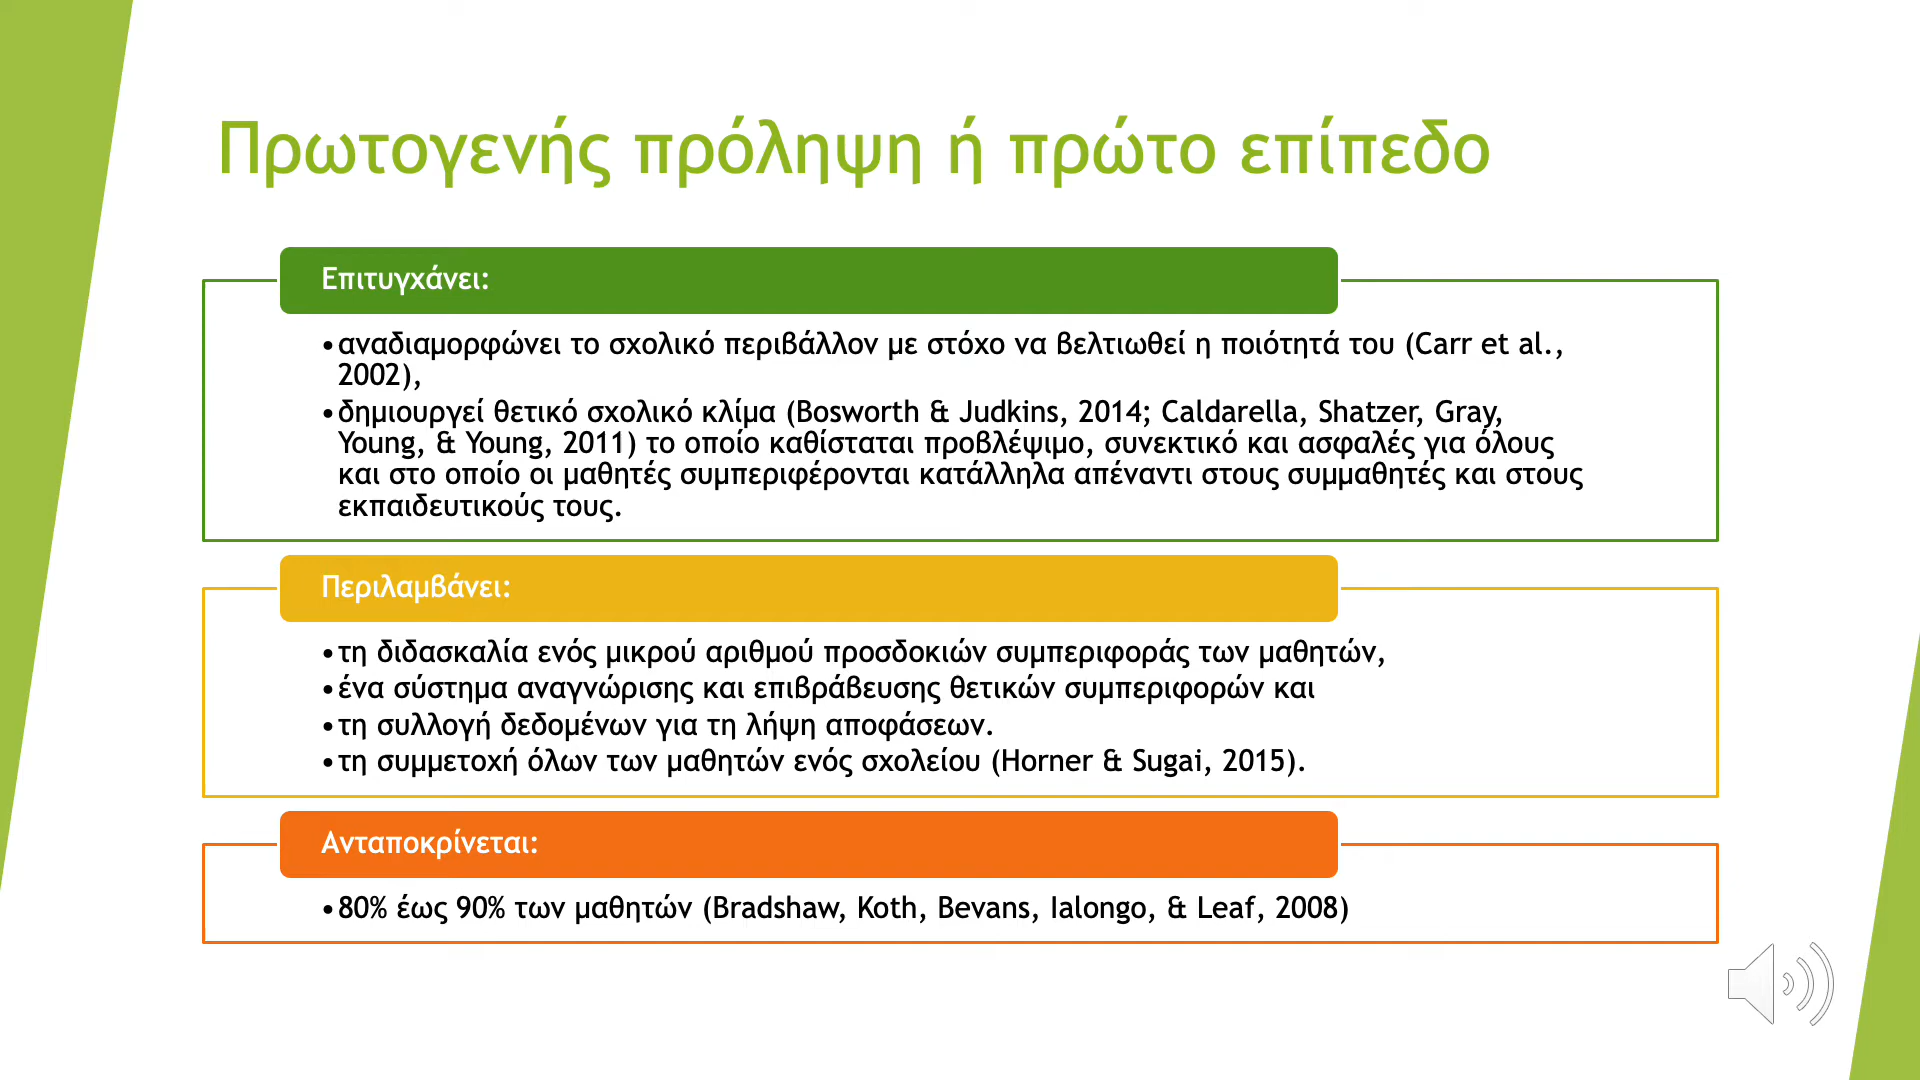 Πρωτογενής πρόληψη ή πρώτο επίπεδο
Επιτυγχάνει:
•αναδιαμορφώνει το σχολικό περιβάλλον με στόχο να βελτιωθεί η ποιότητά του (Carr et al.,
2002),
•δημιουργεί θετικό σχολικό κλίμα (Bosworth & Judkins, 2014; Caldarella, Shatzer, Gray,
Young, & Young, 2011) το οποίο καθίσταται προβλέψιμο, συνεκτικό και ασφαλές για όλους
και στο οποίο οι μαθητές συμπεριφέρονται κατάλληλα απέναντι στους συμμαθητές και στους
εκπαιδευτικούς τους.
Περιλαμβάνει:
•τη διδασκαλία ενός μικρού αριθμού προσδοκιών συμπεριφοράς των μαθητών,
•ένα σύστημα αναγνώρισης και επιβράβευσης θετικών συμπεριφορών και
•τη συλλογή δεδομένων για τη λήψη αποφάσεων.
•τη συμμετοχή όλων των μαθητών ενός σχολείου (Horner & Sugai, 2015).
Ανταποκρίνεται:
•80% έως 90% των μαθητών (Bradshaw, Koth, Bevans, Ialongo, & Leaf, 2008)